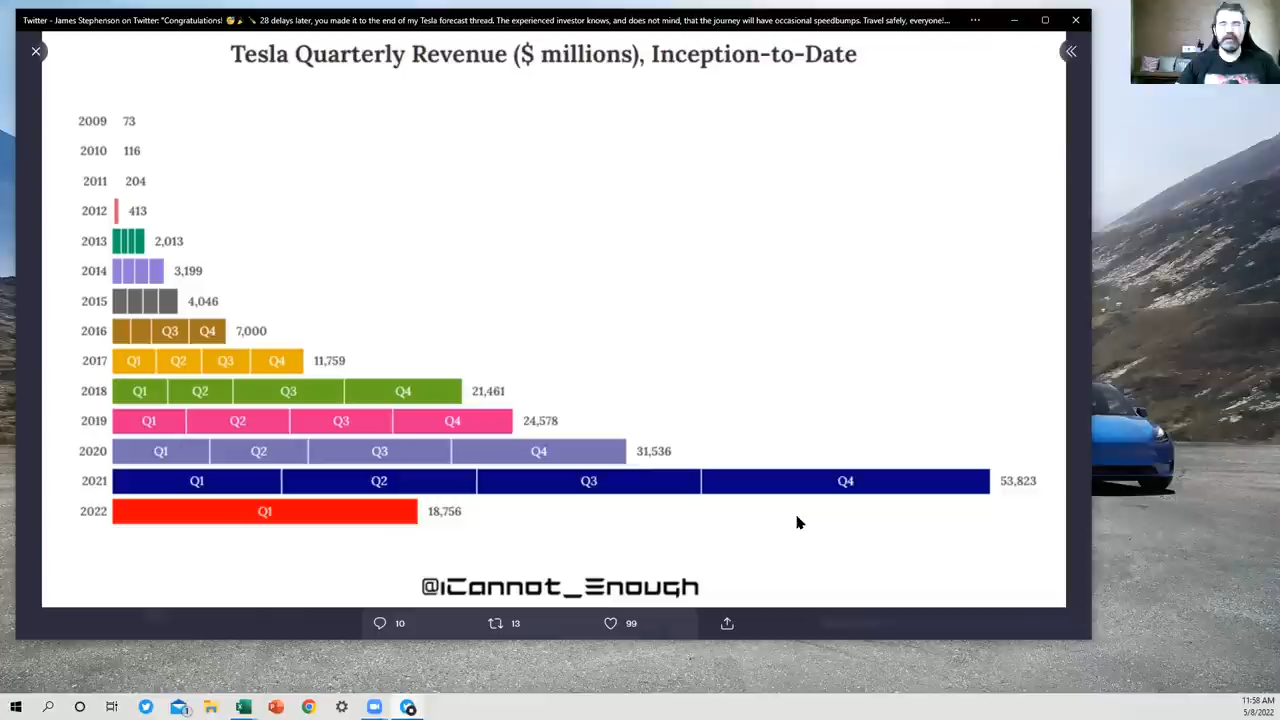 Twitter - James Stephenson on Twitter: "Congratulations! 🥳🎉 🍾 28 delays later, you made it to the end of my Tesla forecast thread. The experienced investor knows, and does not mind, that the journey will have occasional speedbumps. Travel safely, everyone!...
Tesla Quarterly Revenue ($ millions), Inception-to-Date
2009 73
2010 116
2011 204
2012 413
2013 2,013
2014 3,199
2015 4,046
2016 Q3 Q4 7,000
2017 Q1 Q2 Q3 Q4 11,759
2018 Q1 Q2 Q3 Q4 21,461
2019 Q1 Q2 Q3 Q4 24,578
2020 Q1 Q2 Q3 Q4 31,536
2021 Q1 Q2 Q3 Q4 53,823
2022 Q1 18,756
@iCannot_Enough
10 13 99
11:58 AM
5/8/2022